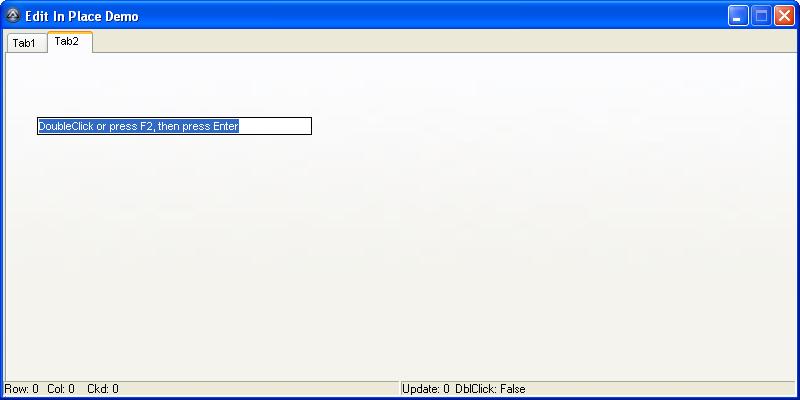 Edit In Place Demo
Tab1 Tab2
DoubleClick or press F2, then press Enter
Row: 0 Col: 0 Ckd: 0 Update: 0 DblClick: False